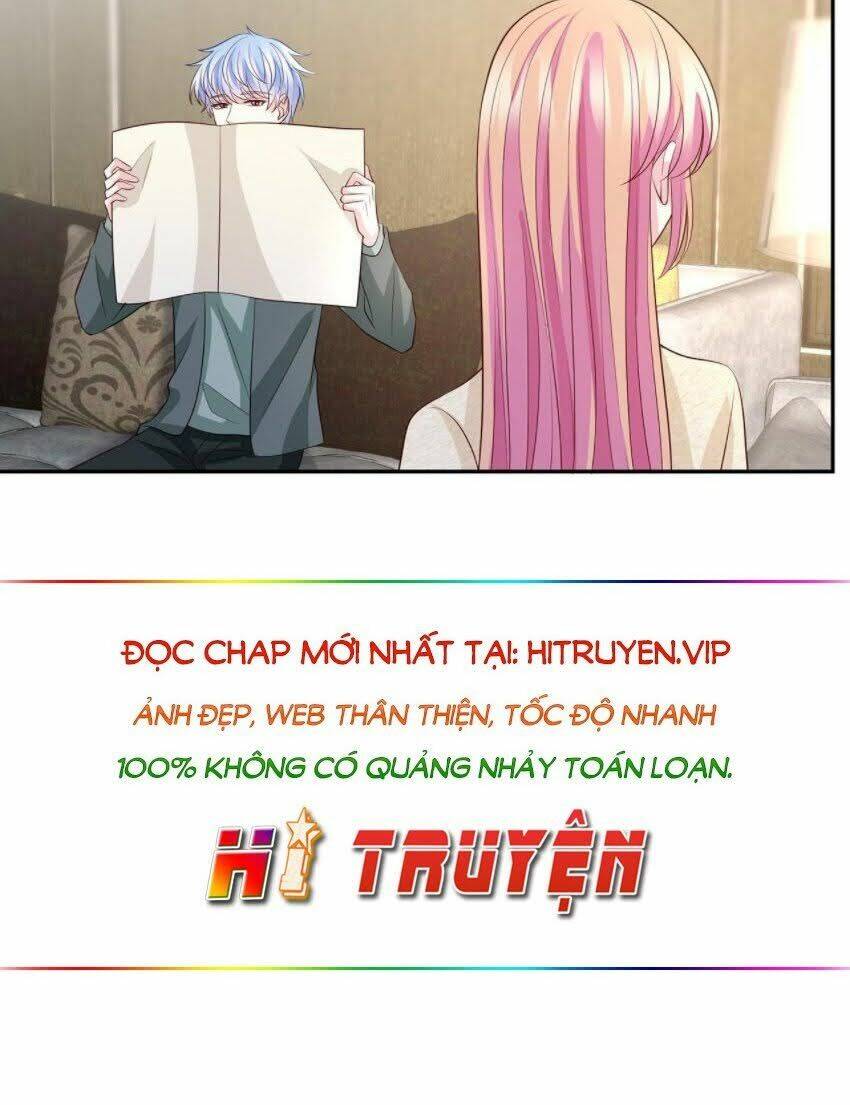 ĐỌC CHAP MỚI NHẤT TẠI: HITRUYEN.VIP
ẢNH ĐẸP, WEB THÂN THIỆN, TỐC ĐỘ NHANH
100% KHÔNG CÓ QUẢNG NHẢY TOÁN LOẠN.
HI TRUYỆN